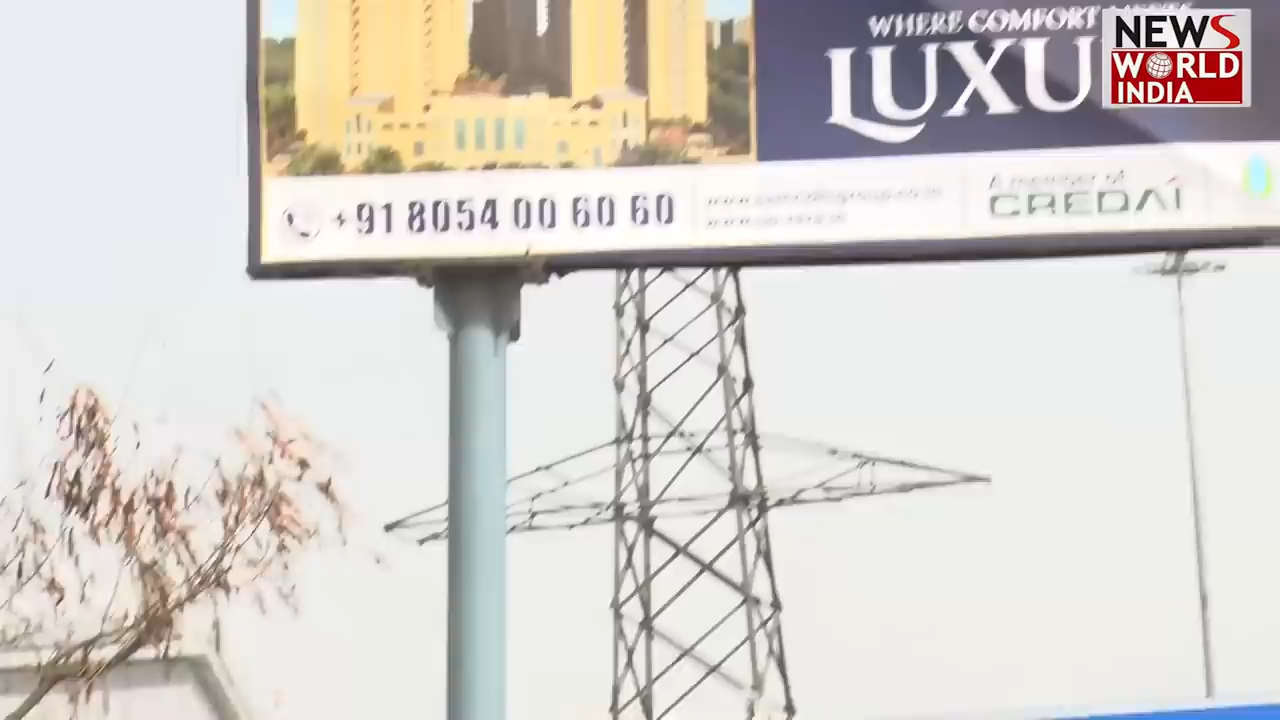 WHERE COMFORT
LUXU
NEWS
WORLD
INDIA
+91 8054 00 60 60
A member of
CREDAI